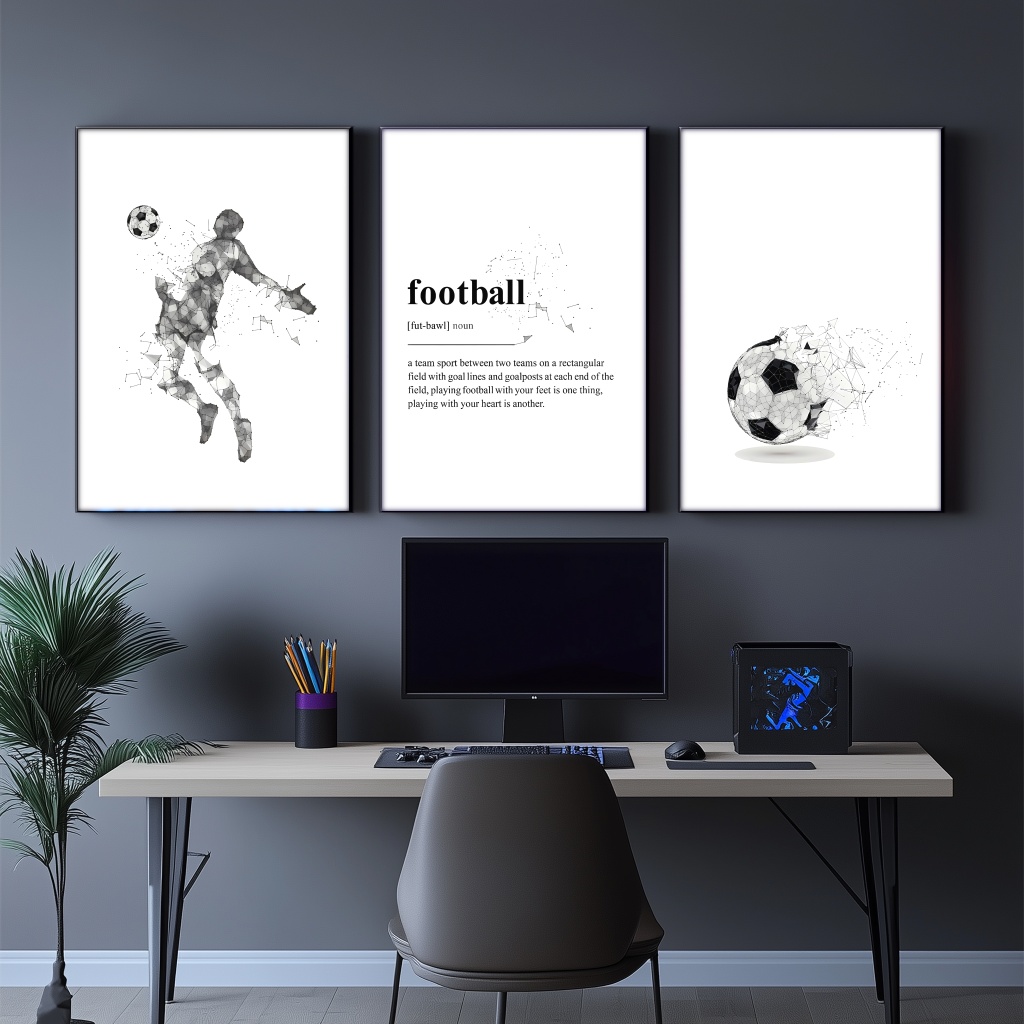 football
[fut-bawl] noun
a team sport between two teams on a rectangular
field with goal lines and goalposts at each end of the
field, playing football with your feet is one thing,
playing with your heart is another.